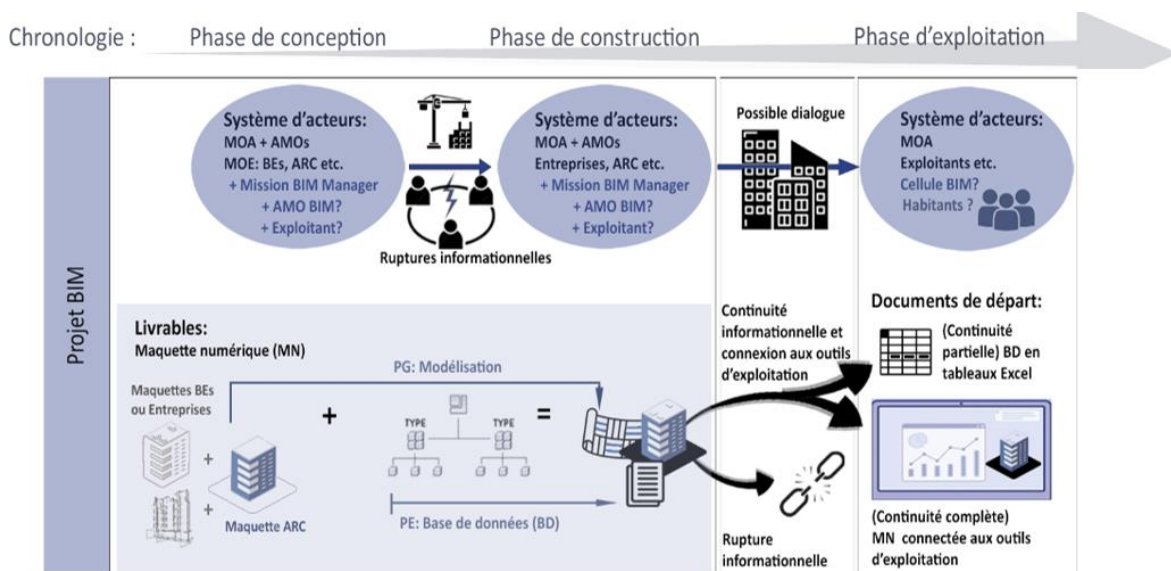 Chronologie :
Phase de conception
Phase de construction
Phase d'exploitation
Projet BIM
Système d'acteurs:
MOA + AMOs
MOE: BEs, ARC etc.
+ Mission BIM Manager
+ AMO BIM?
+ Exploitant?
Ruptures informationnelles
Système d'acteurs:
MOA + AMOs
Entreprises, ARC etc.
+ Mission BIM Manager
+ AMO BIM?
+ Exploitant?
Possible dialogue
Système d'acteurs:
MOA
Exploitants etc.
Cellule BIM?
Habitants ?
Livrables:
Maquette numérique (MN)
Maquettes BEs
ou Entreprises
+
+
Maquette ARC
PG: Modélisation
+
TYPE
TYPE
=
PE: Base de données (BD)
Continuité
informationnelle et
connexion aux outils
d'exploitation
Rupture
informationnelle
Documents de départ:
(Continuité
partielle) BD en
tableaux Excel
(Continuité complète)
MN connectée aux outils
d'exploitation